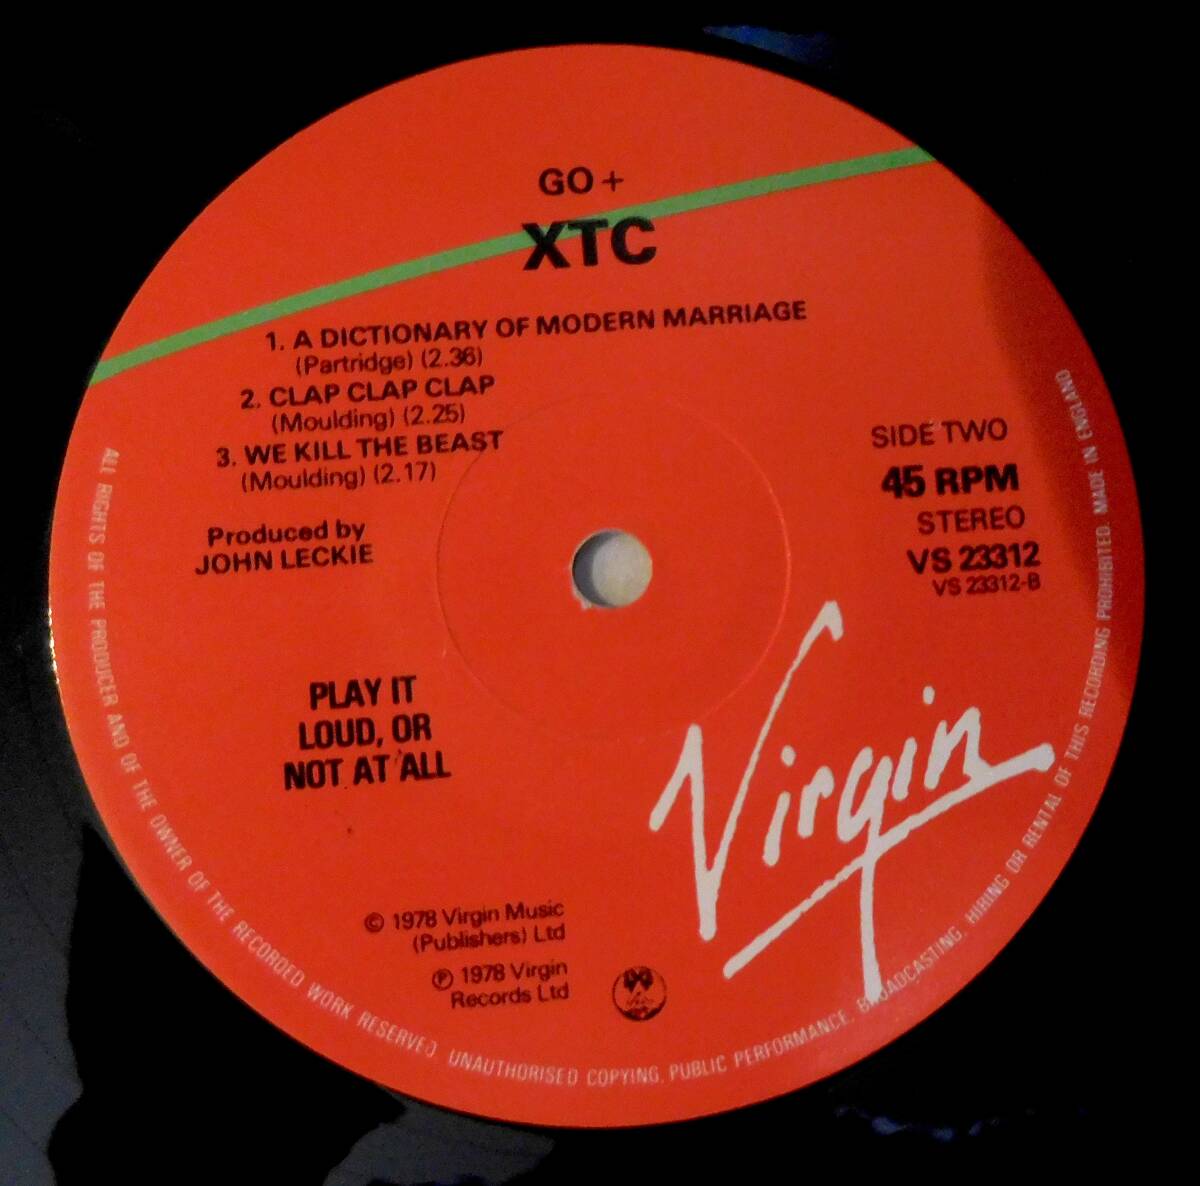 GO +
XTC
1. A DICTIONARY OF MODERN MARRIAGE
(Partridge) (2.36)
2. CLAP CLAP CLAP
(Moulding) (2.25)
3. WE KILL THE BEAST
(Moulding) (2.17)
Produced by
JOHN LECKIE
SIDE TWO
45 RPM
STEREO
VS 23312
VS 23312-B
PLAY IT
LOUD, OR
NOT AT ALL
Virgin
© 1978 Virgin Music
(Publishers) Ltd
℗ 1978 Virgin
Records Ltd
ALL RIGHTS OF THE PRODUCER AND OF THE OWNER OF THE RECORDED WORK RESERVED. UNAUTHORISED COPYING, PUBLIC PERFORMANCE, BROADCASTING, HIRING OR RENTAL OF THIS RECORDING PROHIBITED. MADE IN ENGLAND